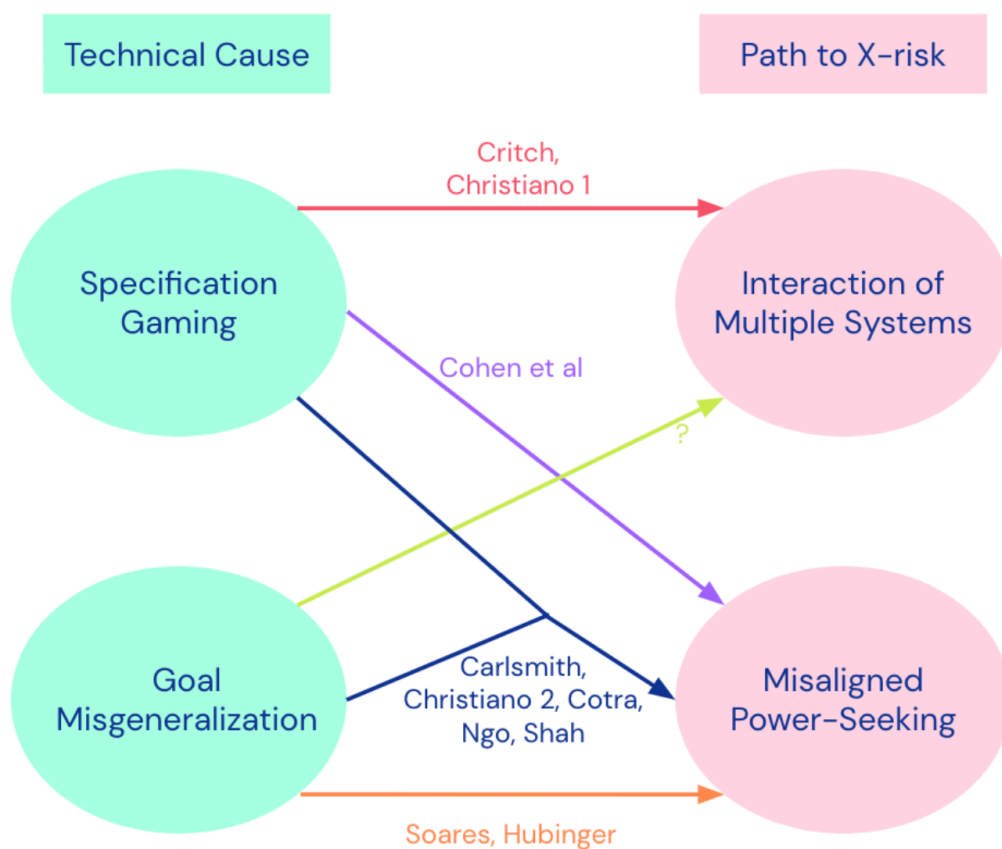 Technical Cause
Path to X-risk
Critch,
Christiano 1
Specification
Gaming
Interaction of
Multiple Systems
Cohen et al
?
Goal
Misgeneralization
Carlsmith,
Christiano 2, Cotra,
Ngo, Shah
Misaligned
Power-Seeking
Soares, Hubinger